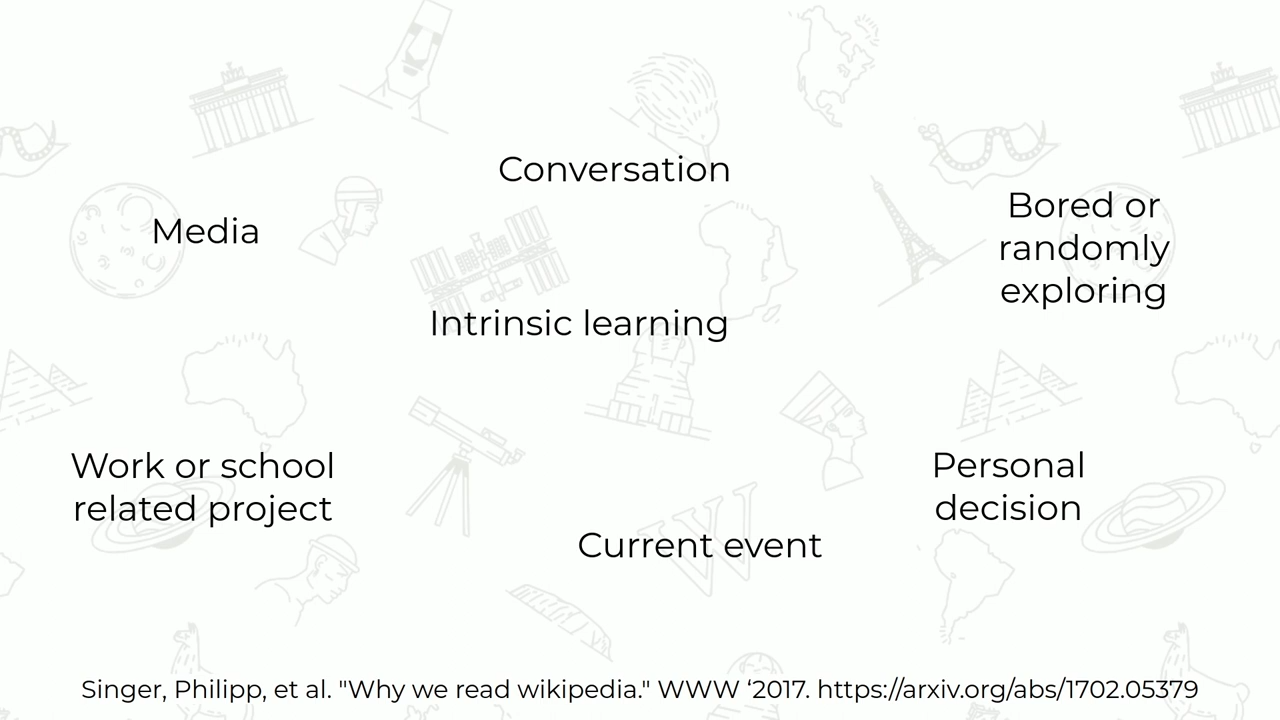 Conversation
Media
Bored or
randomly
exploring
Intrinsic learning
Work or school
related project
Personal
decision
Current event
Singer, Philipp, et al. "Why we read wikipedia." WWW ‘2017. https://arxiv.org/abs/1702.05379